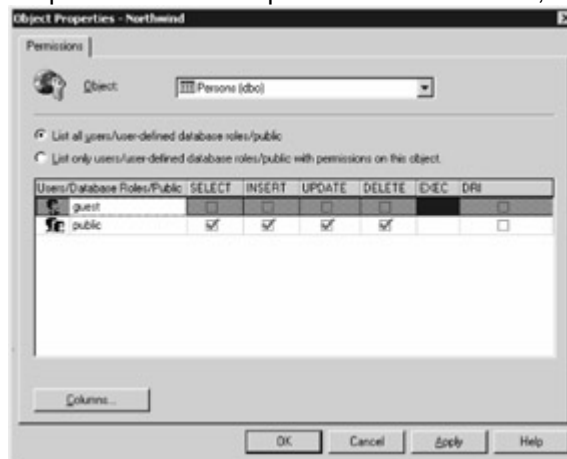 Object Properties - Northwind
Permissions
Object: Persons (dbo)
List all users/user-defined database roles/public
List only users/user-defined database roles/public with permissions on this object.
Users/Database Roles/Public SELECT INSERT UPDATE DELETE EXEC DRI
guest
public
Columns...
OK Cancel Apply Help